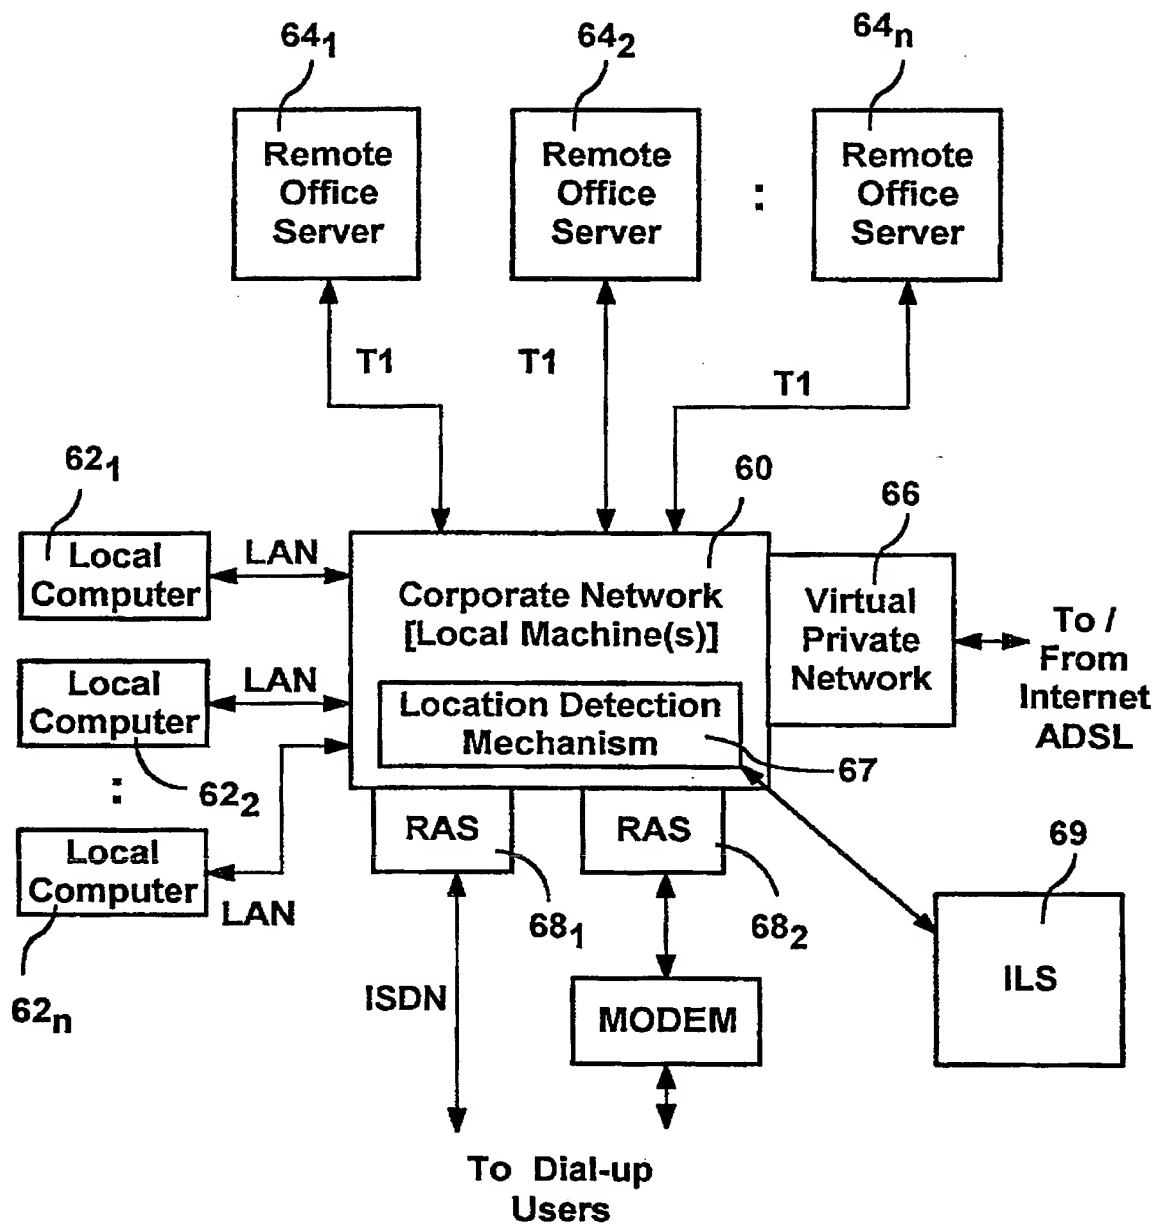 64₁
64₂
64ₙ
Remote
Office
Server
Remote
Office
Server
:
Remote
Office
Server
T1
T1
T1
62₁
60
66
Local
Computer
LAN
Corporate Network
[Local Machine(s)]
Virtual
Private
Network
To /
From
Internet
ADSL
Local
Computer
LAN
Location Detection
Mechanism
67
:
62₂
Local
Computer
LAN
RAS
RAS
69
68₁
68₂
62ₙ
ISDN
MODEM
ILS
To Dial-up
Users